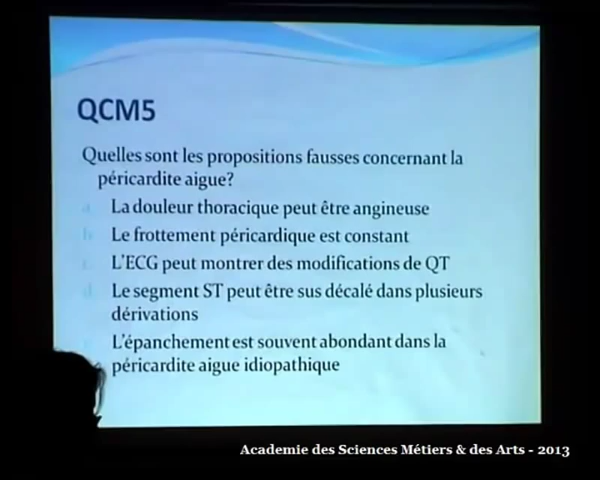 QCM5
Quelles sont les propositions fausses concernant la
péricardite aigue?
a. La douleur thoracique peut être angineuse
b. Le frottement péricardique est constant
c. L'ECG peut montrer des modifications de QT
d. Le segment ST peut être sus décalé dans plusieurs
dérivations
L'épanchement est souvent abondant dans la
péricardite aigue idiopathique
Academie des Sciences Métiers & des Arts - 2013